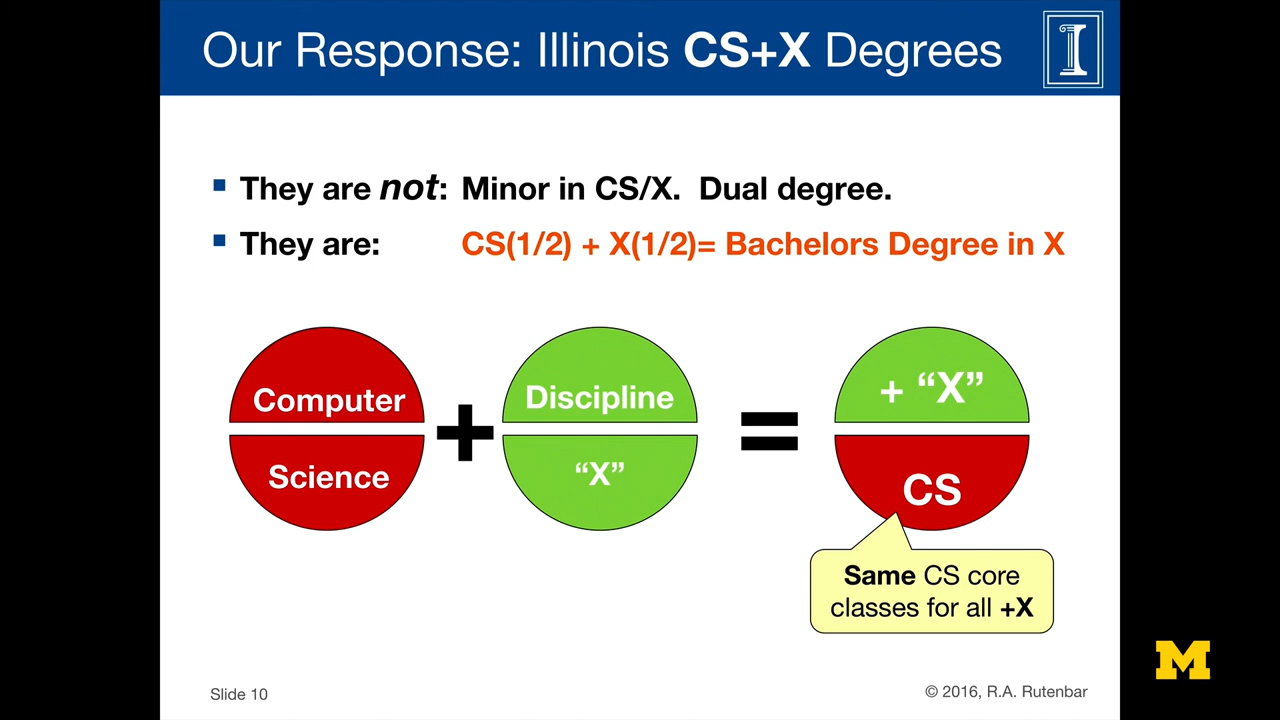 Our Response: Illinois CS+X Degrees
▪ They are not: Minor in CS/X. Dual degree.
▪ They are: CS(1/2) + X(1/2)= Bachelors Degree in X
Computer
Science
+
Discipline
“X”
=
+ “X”
CS
Same CS core
classes for all +X
Slide 10
© 2016, R.A. Rutenbar
M